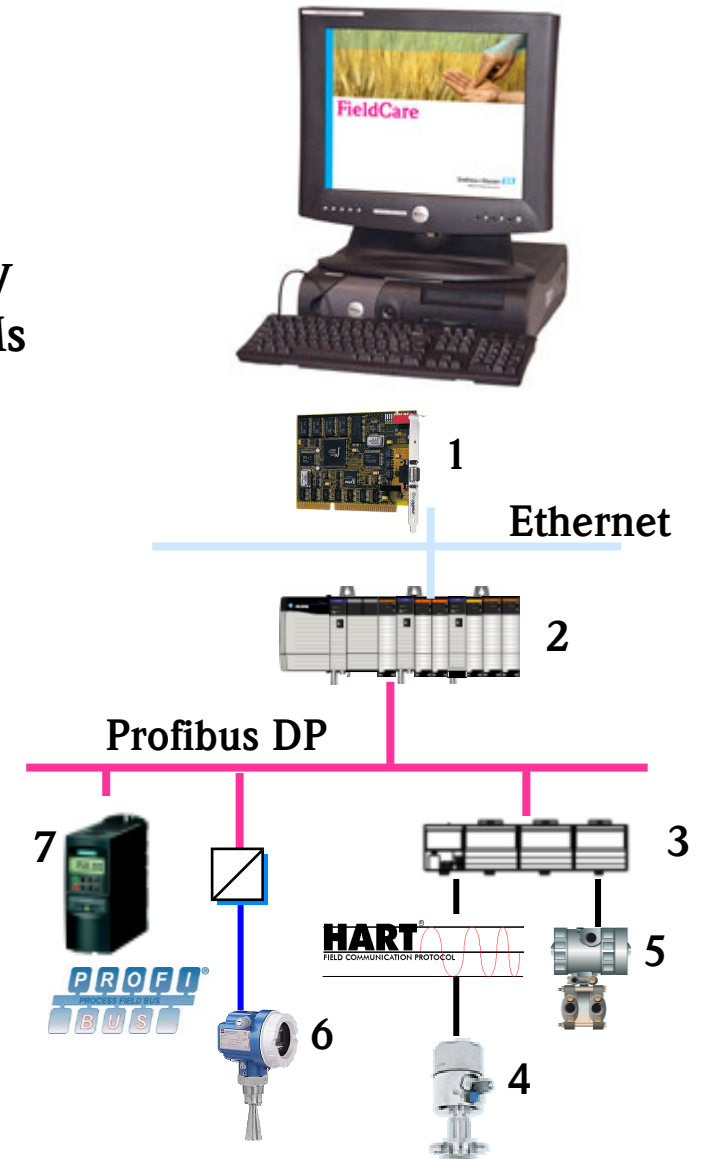 FieldCare
1
Ethernet
2
Profibus DP
7
3
HART®
FIELD COMMUNICATION PROTOCOL
5
PROFI®
PROCESS FIELD BUS
BUS
6
4